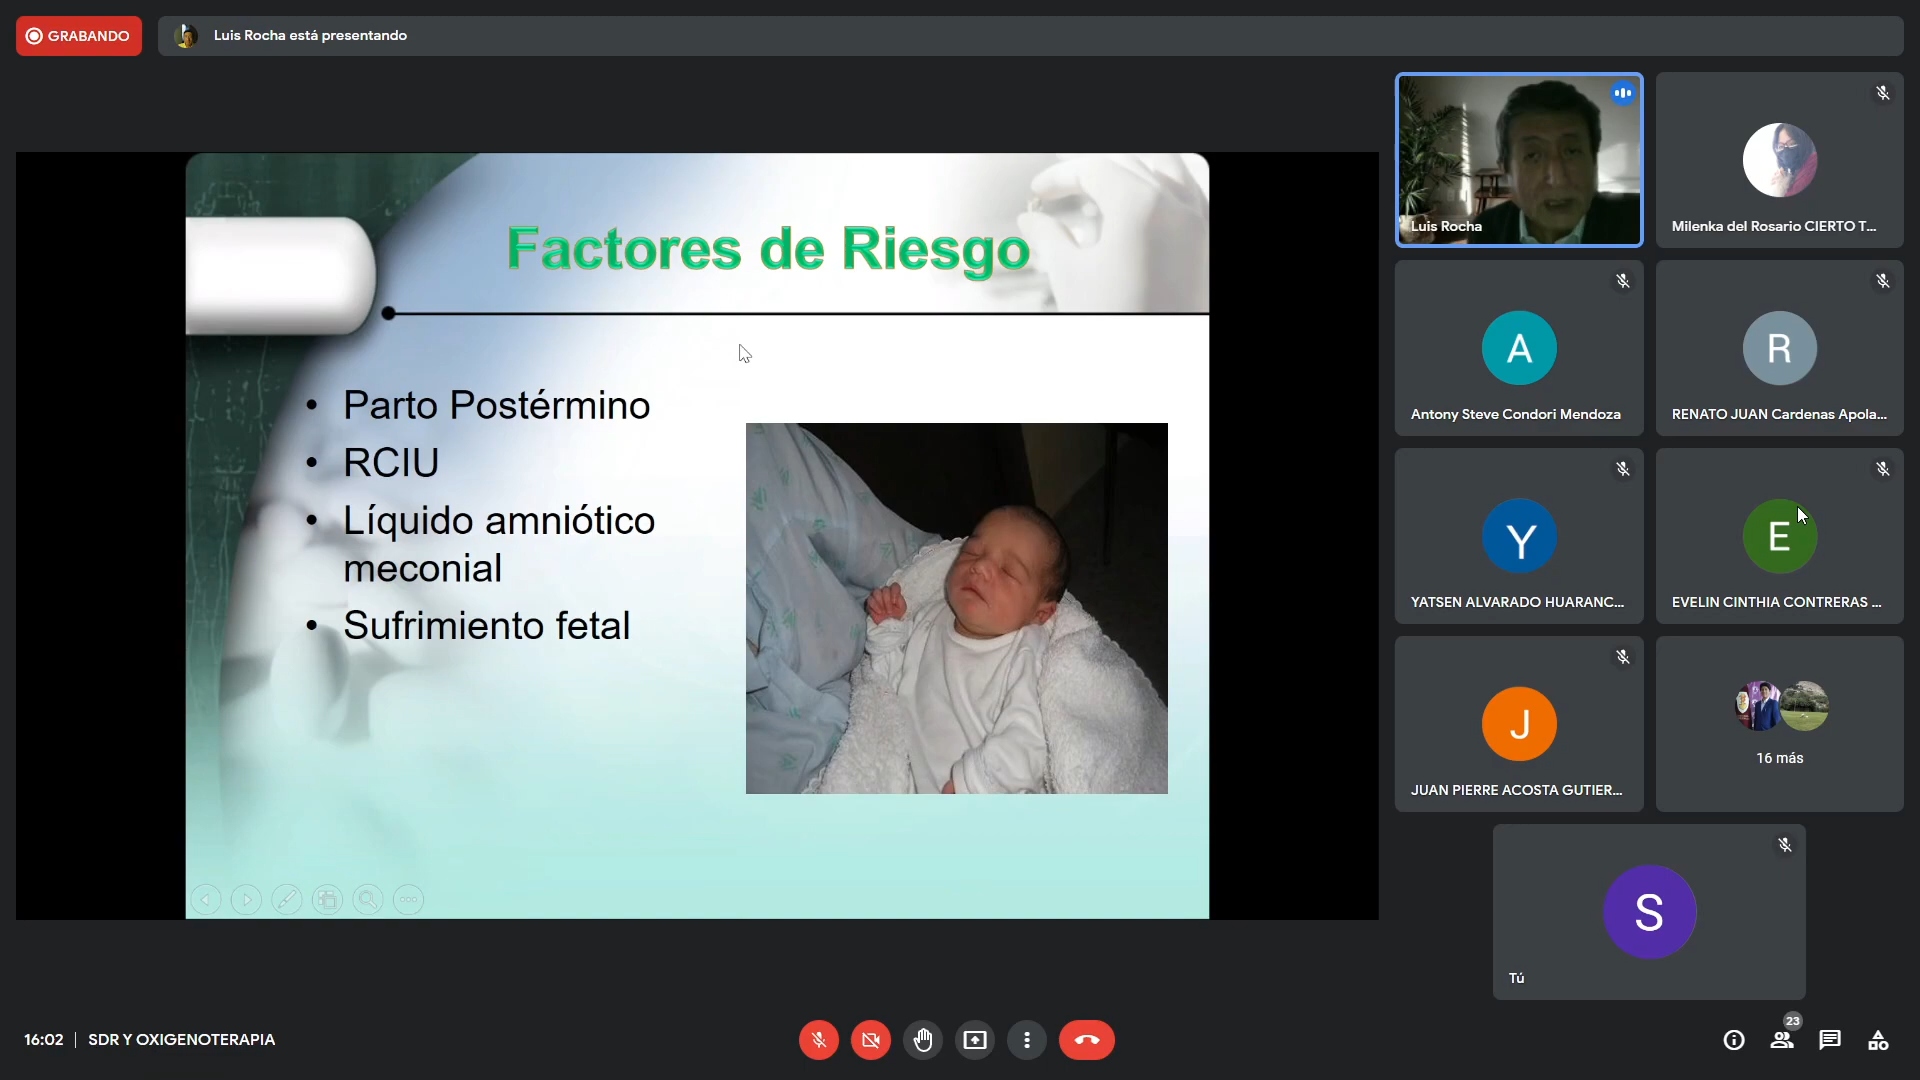 GRABANDO
Luis Rocha está presentando
Factores de Riesgo
• Parto Postérmino
• RCIU
• Líquido amniótico
meconial
• Sufrimiento fetal
Luis Rocha
Milenka del Rosario CIERTO T...
A
Antony Steve Condori Mendoza
R
RENATO JUAN Cardenas Apola...
Y
YATSEN ALVARADO HUARANC...
E
EVELIN CINTHIA CONTRERAS ...
J
JUAN PIERRE ACOSTA GUTIER...
16 más
S
Tú
16:02 | SDR Y OXIGENOTERAPIA
23